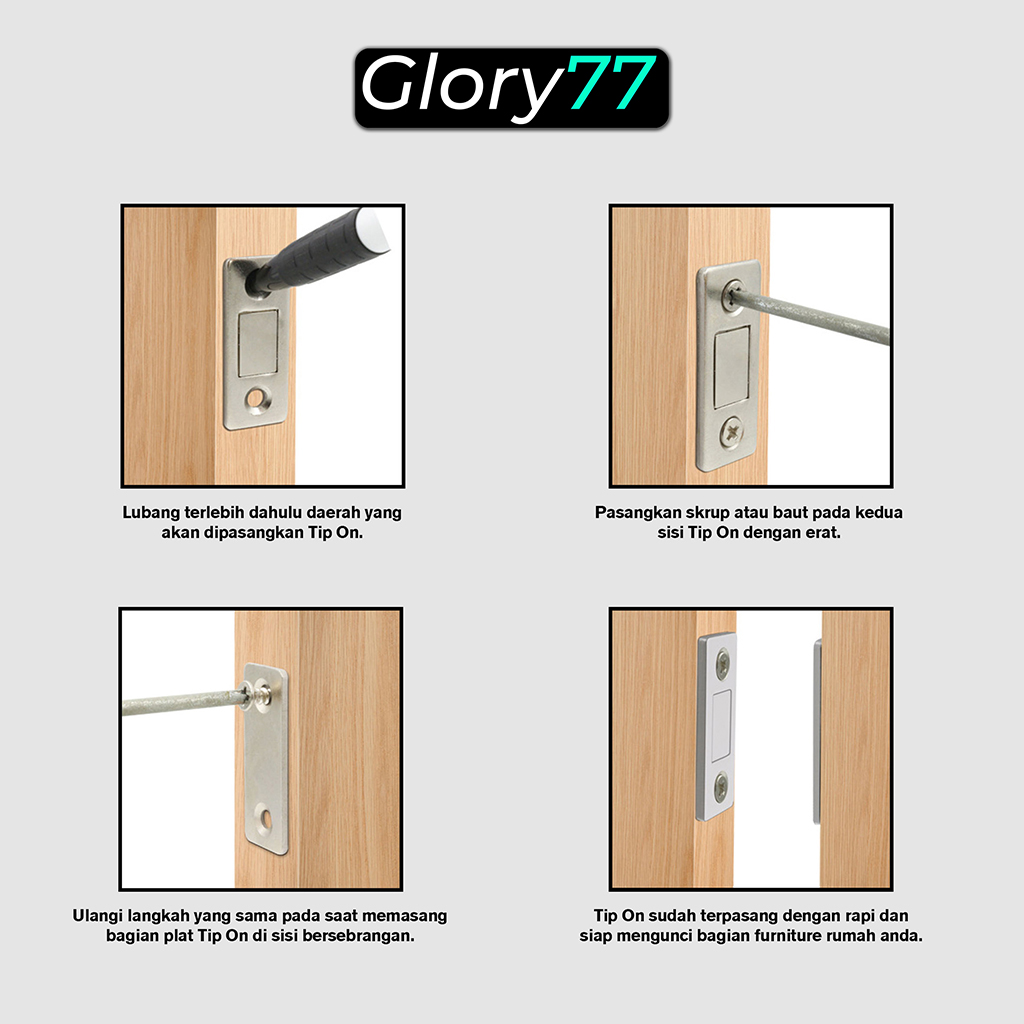 Glory77
Lubang terlebih dahulu daerah yang
akan dipasangkan Tip On.
Pasangkan skrup atau baut pada kedua
sisi Tip On dengan erat.
Ulangi langkah yang sama pada saat memasang
bagian plat Tip On di sisi bersebrangan.
Tip On sudah terpasang dengan rapi dan
siap mengunci bagian furniture rumah anda.